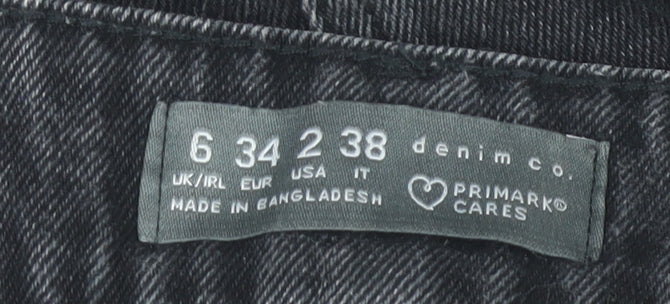 6 34 2 38
UK/IRL EUR USA IT
MADE IN BANGLADESH
denim co.
PRIMARK®
CARES